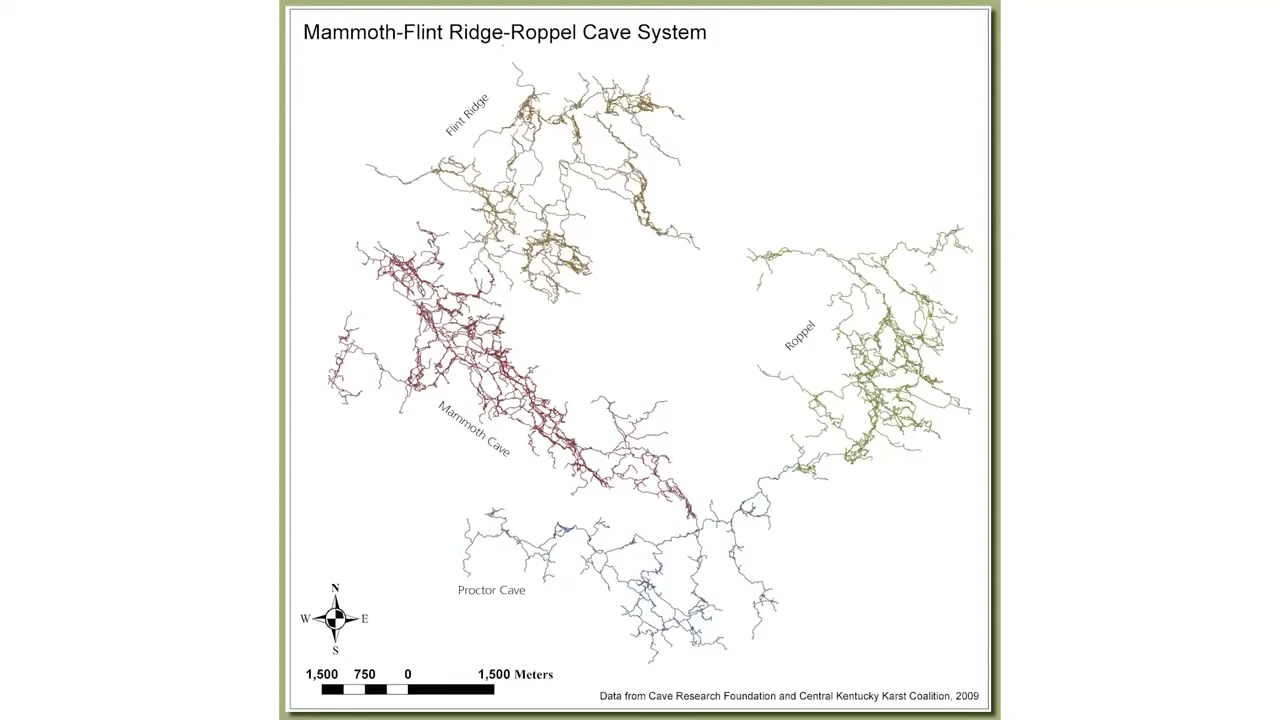 Mammoth-Flint Ridge-Roppel Cave System
Flint Ridge
Roppel
Mammoth Cave
Proctor Cave
N
W E
S
1,500 750 0 1,500 Meters
Data from Cave Research Foundation and Central Kentucky Karst Coalition, 2009